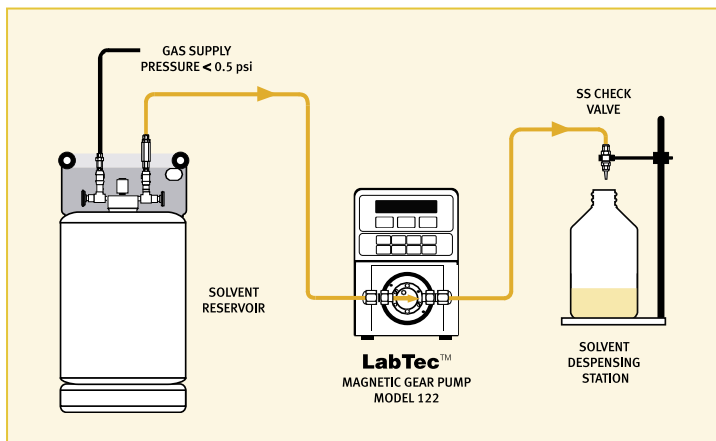 GAS SUPPLY
PRESSURE < 0.5 psi
SS CHECK
VALVE
SOLVENT
RESERVOIR
LabTec™
MAGNETIC GEAR PUMP
MODEL 122
SOLVENT
DESPENSING
STATION